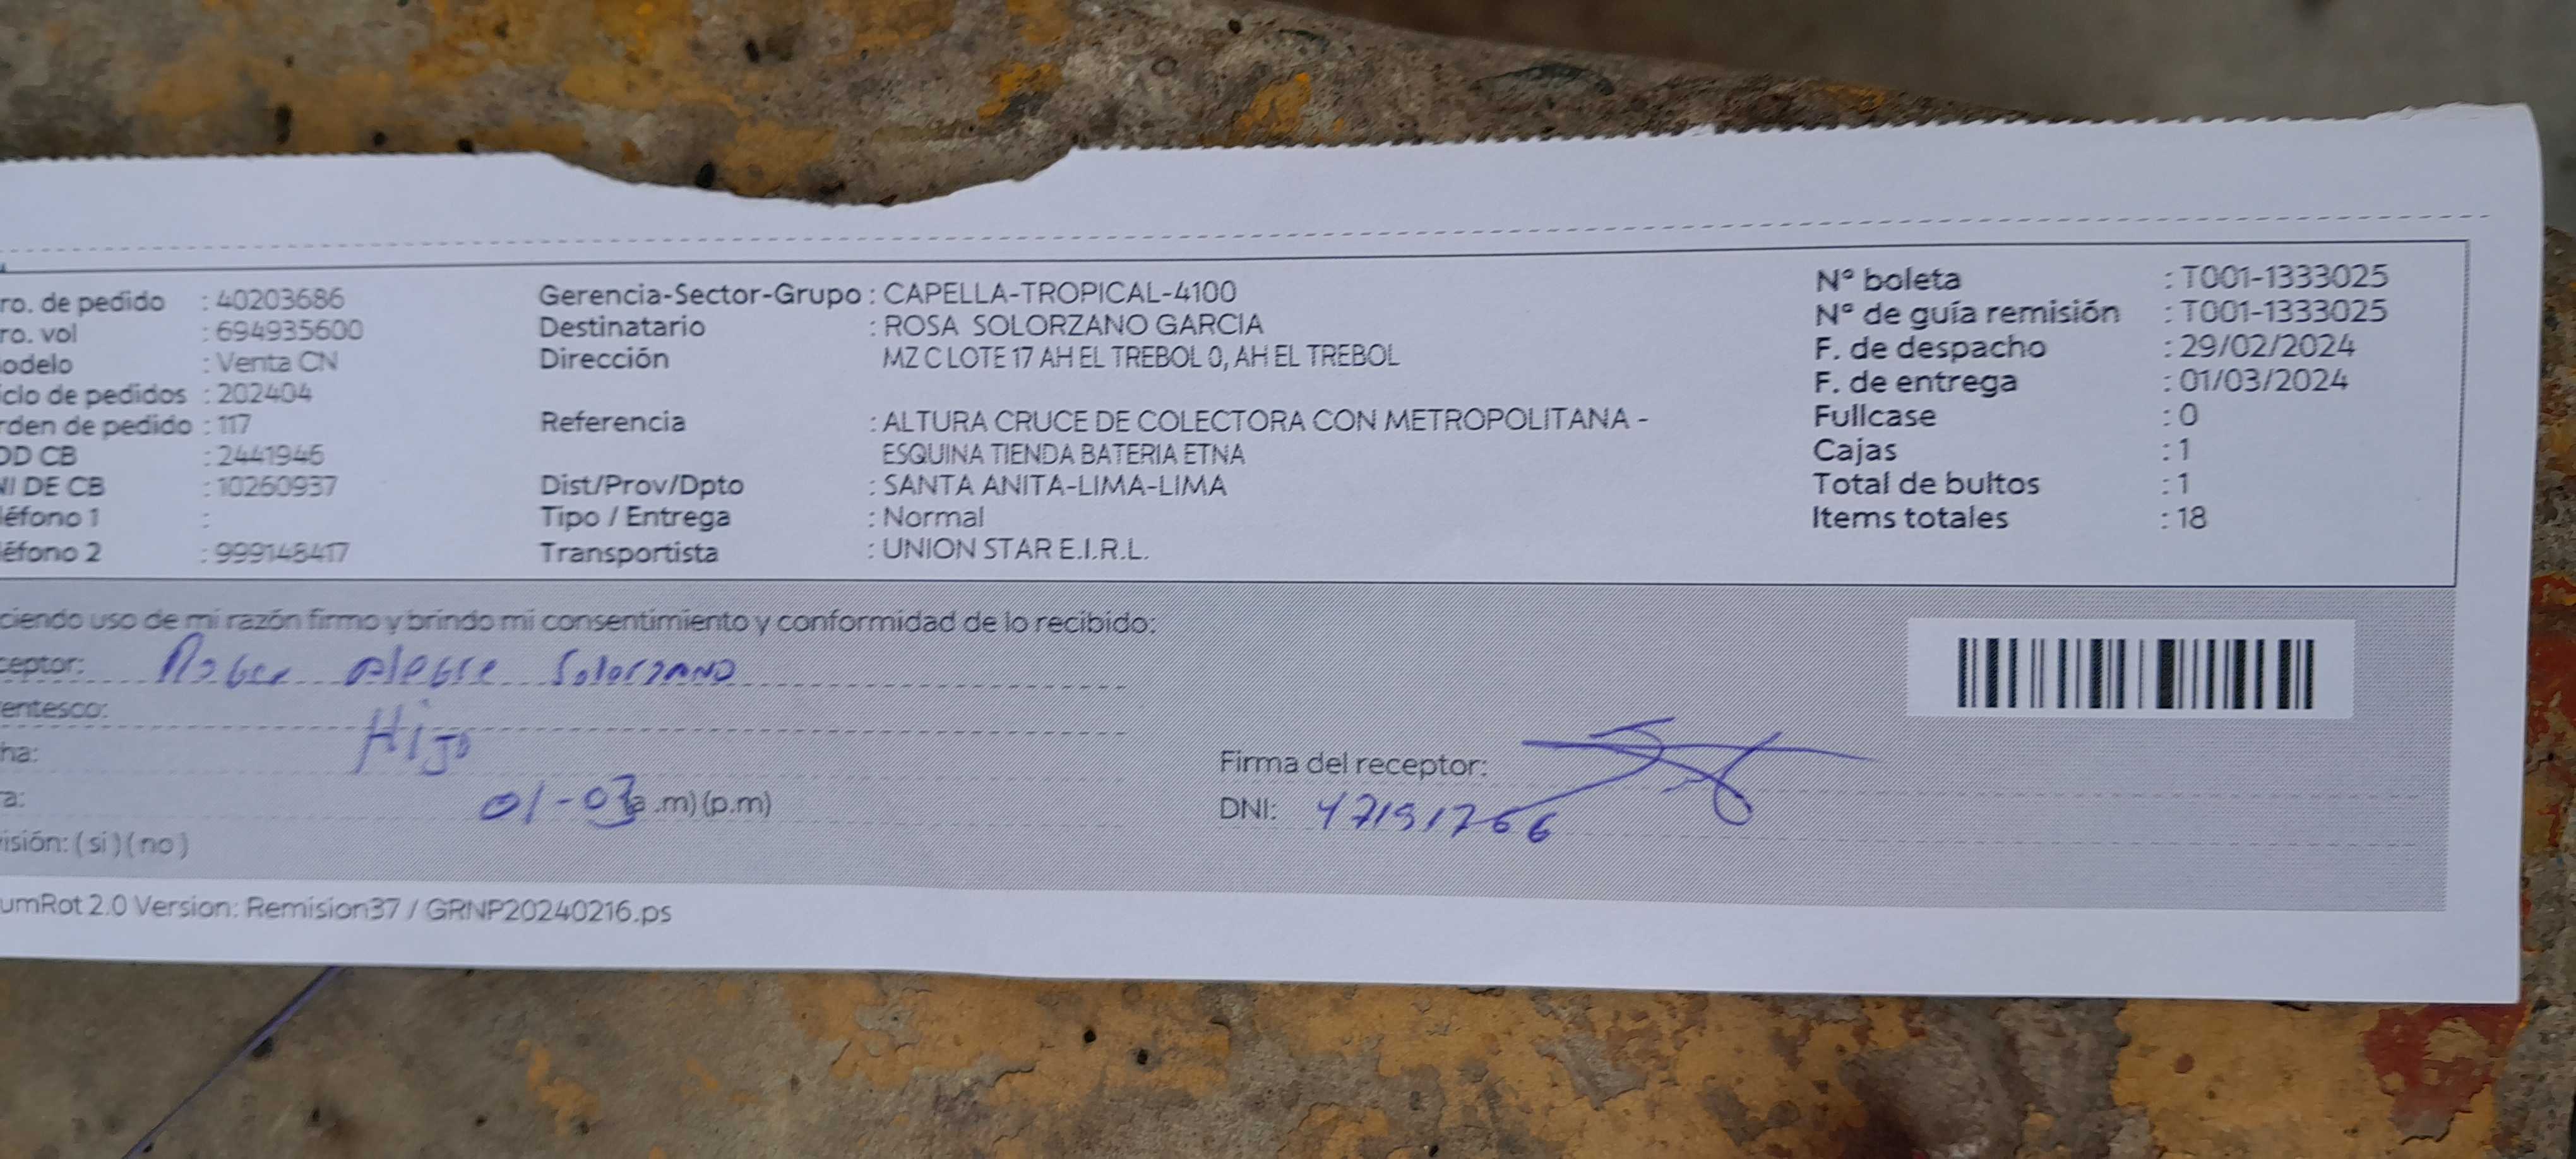 ro. de pedido : 40203686
ro. vol : 694935600
odelo : Venta CN
iclo de pedidos : 202404
rden de pedido : 117
OD CB : 2441946
NI DE CB : 10260937
léfono 1 :
léfono 2 : 999148417
Gerencia-Sector-Grupo : CAPELLA-TROPICAL-4100
Destinatario : ROSA SOLORZANO GARCIA
Dirección MZ C LOTE 17 AH EL TREBOL 0, AH EL TREBOL
Referencia : ALTURA CRUCE DE COLECTORA CON METROPOLITANA -
ESQUINA TIENDA BATERIA ETNA
Dist/Prov/Dpto : SANTA ANITA-LIMA-LIMA
Tipo / Entrega : Normal
Transportista : UNION STAR E.I.R.L.
Nº boleta : T001-1333025
Nº de guía remisión : T001-1333025
F. de despacho : 29/02/2024
F. de entrega : 01/03/2024
Fullcase : 0
Cajas : 1
Total de bultos : 1
Items totales : 18
ciendo uso de mi razón firmo y brindo mi consentimiento y conformidad de lo recibido:
ceptor: Solorzano
entesco: Hijo
ha:
a: 01-03 (a .m) (p.m)
isión: ( si ) ( no )
Firma del receptor:
DNI: 47191766
umRot 2.0 Version: Remision37 / GRNP20240216.ps